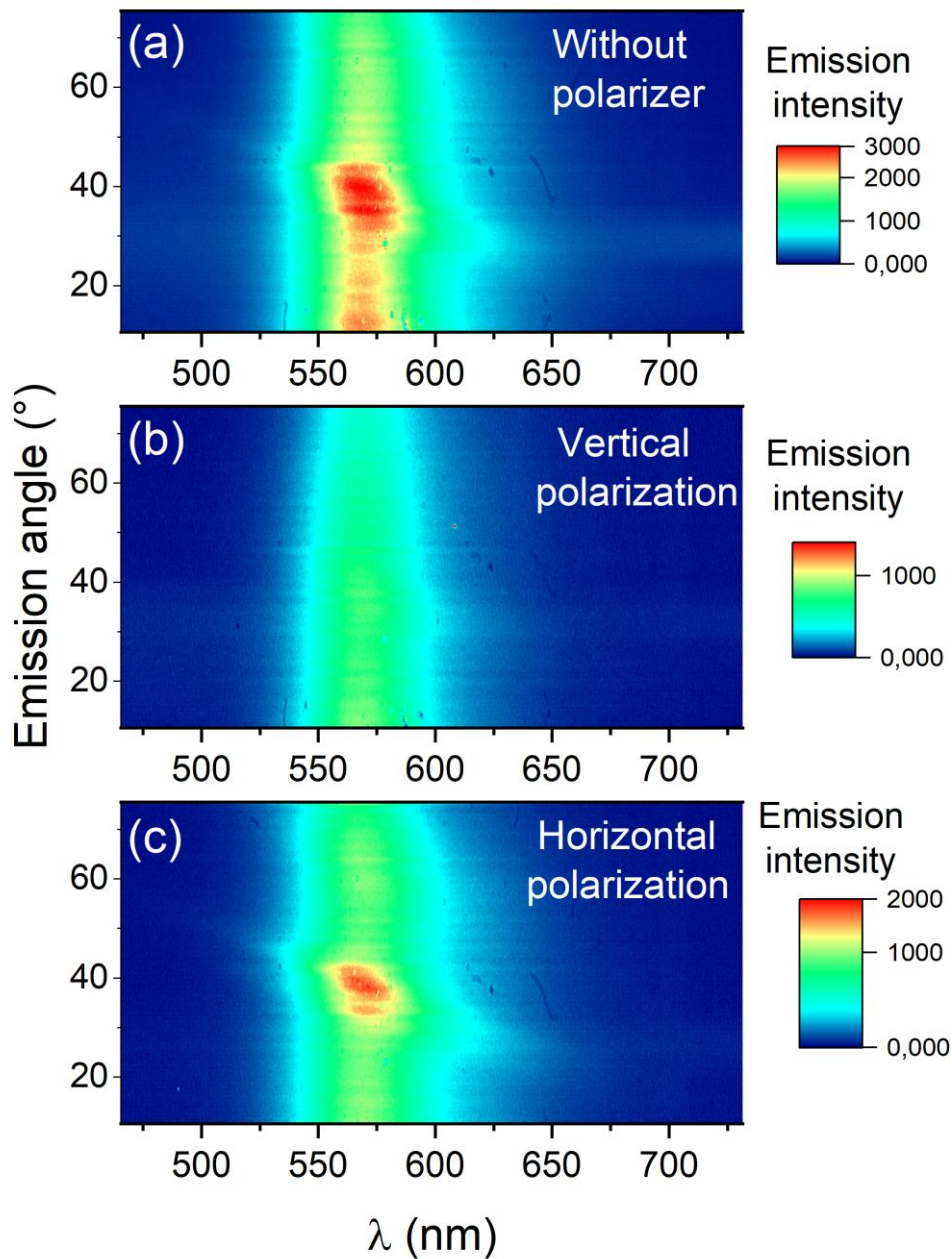 (a)
Without
polarizer
Emission
intensity
3000
2000
1000
0,000
60
40
20
500
550
600
650
700
(b)
Vertical
polarization
Emission
intensity
1000
0,000
60
40
20
500
550
600
650
700
(c)
Horizontal
polarization
Emission
intensity
2000
1000
0,000
60
40
20
500
550
600
650
700
Emission angle (°)
λ (nm)